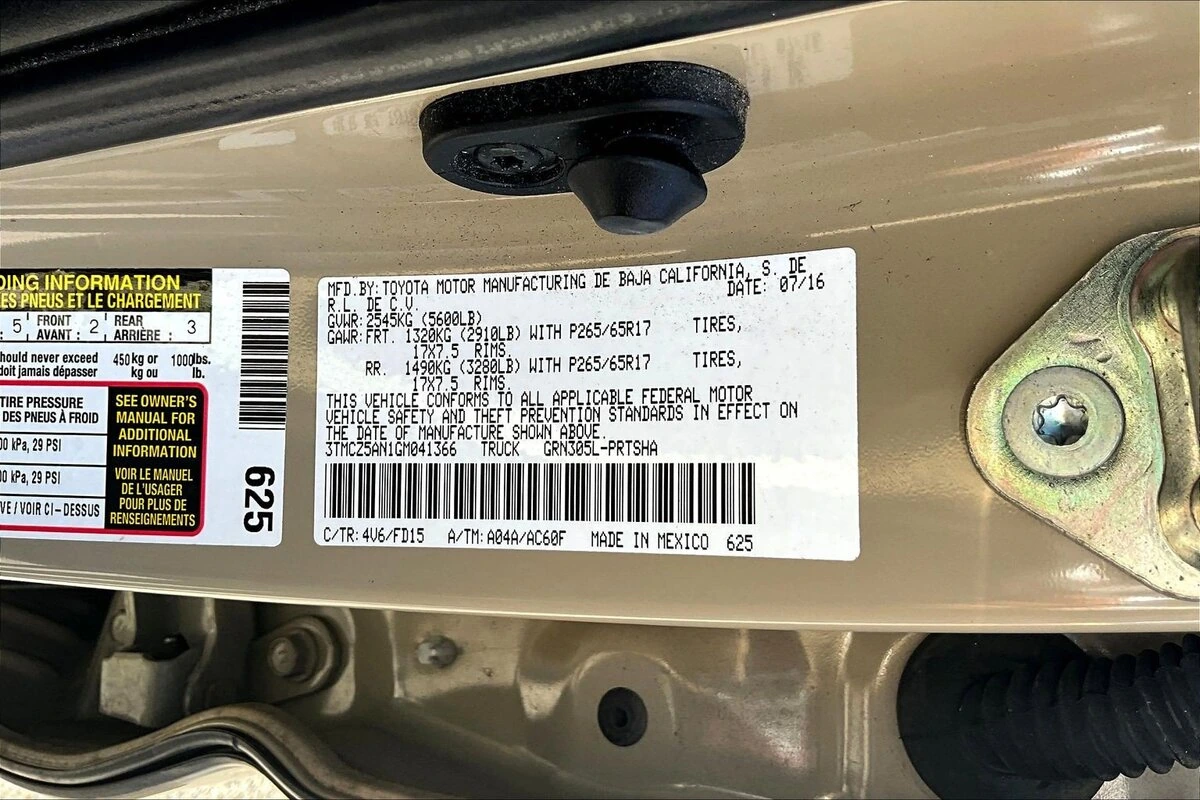 DING INFORMATION
ES PNEUS ET LE CHARGEMENT
5 FRONT AVANT : 2 REAR ARRIÈRE : 3
hould never exceed 450 kg or 1000 lbs.
doit jamais dépasser kg ou lb.
TIRE PRESSURE
DES PNEUS À FROID
00 kPa, 29 PSI
00 kPa, 29 PSI
VE / VOIR CI-DESSUS
SEE OWNER'S
MANUAL FOR
ADDITIONAL
INFORMATION
VOIR LE MANUEL
DE L'USAGER
POUR PLUS DE
RENSEIGNEMENTS
625
MFD.BY: TOYOTA MOTOR MANUFACTURING DE BAJA CALIFORNIA, S. DE
R.L. DE C.V. DATE: 07/16
GVWR: 2545KG (5600LB)
GAWR: FRT. 1320KG (2910LB) WITH P265/65R17 TIRES,
17X7.5 RIMS.
RR. 1490KG (3280LB) WITH P265/65R17 TIRES,
17X7.5 RIMS.
THIS VEHICLE CONFORMS TO ALL APPLICABLE FEDERAL MOTOR
VEHICLE SAFETY AND THEFT PREVENTION STANDARDS IN EFFECT ON
THE DATE OF MANUFACTURE SHOWN ABOVE.
3TMCZ5AN1GM041366 TRUCK GRN305L-PRTSHA
C/TR: 4V6/FD15 A/TM: A04A/AC60F MADE IN MEXICO 625